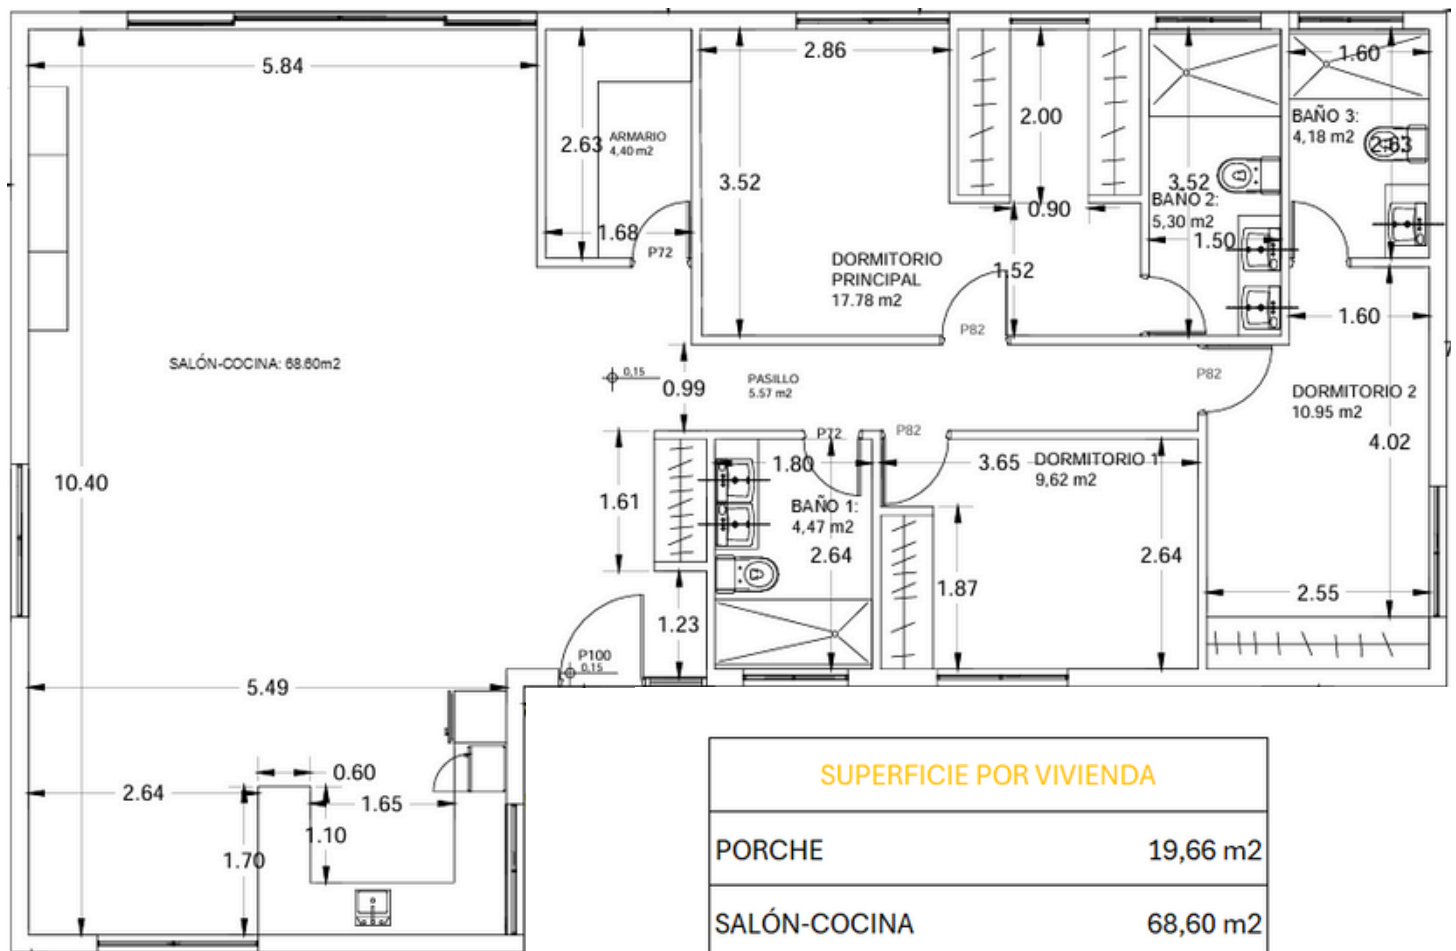 5.84
2.86
1.60
2.00
BAÑO 3:
4,18 m2
2.63
2.63
ARMARIO
4,40 m2
3.52
3.52
BAÑO 2:
5,30 m2
0.90
1.68
1.50
P72
DORMITORIO
PRINCIPAL
17.78 m2
1.52
1.60
P82
SALÓN-COCINA: 68.60m2
0,15
0.99
PASILLO
5.57 m2
P82
DORMITORIO 2
10.95 m2
P72
P82
4.02
1.80
3.65
DORMITORIO 1
9,62 m2
10.40
1.61
BAÑO 1:
4,47 m2
2.64
2.64
1.87
2.55
1.23
P100
0,15
5.49
0.60
2.64
1.65
1.10
1.70
SUPERFICIE POR VIVIENDA
PORCHE 19,66 m2
SALÓN-COCINA 68,60 m2